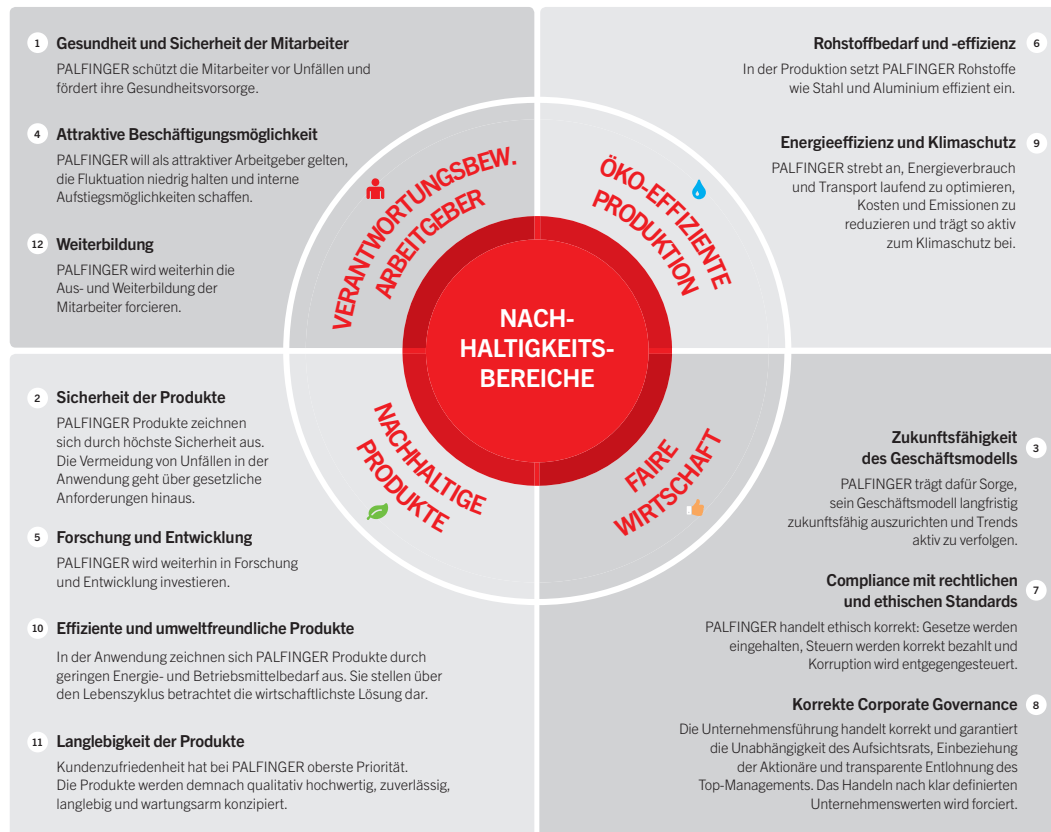 1 Gesundheit und Sicherheit der Mitarbeiter
PALFINGER schützt die Mitarbeiter vor Unfällen und
fördert ihre Gesundheitsvorsorge.
4 Attraktive Beschäftigungsmöglichkeit
PALFINGER will als attraktiver Arbeitgeber gelten,
die Fluktuation niedrig halten und interne
Aufstiegsmöglichkeiten schaffen.
12 Weiterbildung
PALFINGER wird weiterhin die
Aus- und Weiterbildung der
Mitarbeiter forcieren.
Rohstoffbedarf und -effizienz 6
In der Produktion setzt PALFINGER Rohstoffe
wie Stahl und Aluminium effizient ein.
Energieeffizienz und Klimaschutz 9
PALFINGER strebt an, Energieverbrauch
und Transport laufend zu optimieren,
Kosten und Emissionen zu
reduzieren und trägt so aktiv
zum Klimaschutz bei.
VERANTWORTUNGSBEW.
ARBEITGEBER
ÖKO-EFFIZIENTE
PRODUKTION
NACH-
HALTIGKEITS-
BEREICHE
NACHHALTIGE
PRODUKTE
FAIRE
WIRTSCHAFT
2 Sicherheit der Produkte
PALFINGER Produkte zeichnen
sich durch höchste Sicherheit aus.
Die Vermeidung von Unfällen in der
Anwendung geht über gesetzliche
Anforderungen hinaus.
5 Forschung und Entwicklung
PALFINGER wird weiterhin in Forschung
und Entwicklung investieren.
10 Effiziente und umweltfreundliche Produkte
In der Anwendung zeichnen sich PALFINGER Produkte durch
geringen Energie- und Betriebsmittelbedarf aus. Sie stellen über
den Lebenszyklus betrachtet die wirtschaftlichste Lösung dar.
11 Langlebigkeit der Produkte
Kundenzufriedenheit hat bei PALFINGER oberste Priorität.
Die Produkte werden demnach qualitativ hochwertig, zuverlässig,
langlebig und wartungsarm konzipiert.
Zukunftsfähigkeit
des Geschäftsmodells 3
PALFINGER trägt dafür Sorge,
sein Geschäftsmodell langfristig
zukunftsfähig auszurichten und Trends
aktiv zu verfolgen.
Compliance mit rechtlichen
und ethischen Standards 7
PALFINGER handelt ethisch korrekt: Gesetze werden
eingehalten, Steuern werden korrekt bezahlt und
Korruption wird entgegengesteuert.
Korrekte Corporate Governance 8
Die Unternehmensführung handelt korrekt und garantiert
die Unabhängigkeit des Aufsichtsrats, Einbeziehung
der Aktionäre und transparente Entlohnung des
Top-Managements. Das Handeln nach klar definierten
Unternehmenswerten wird forciert.